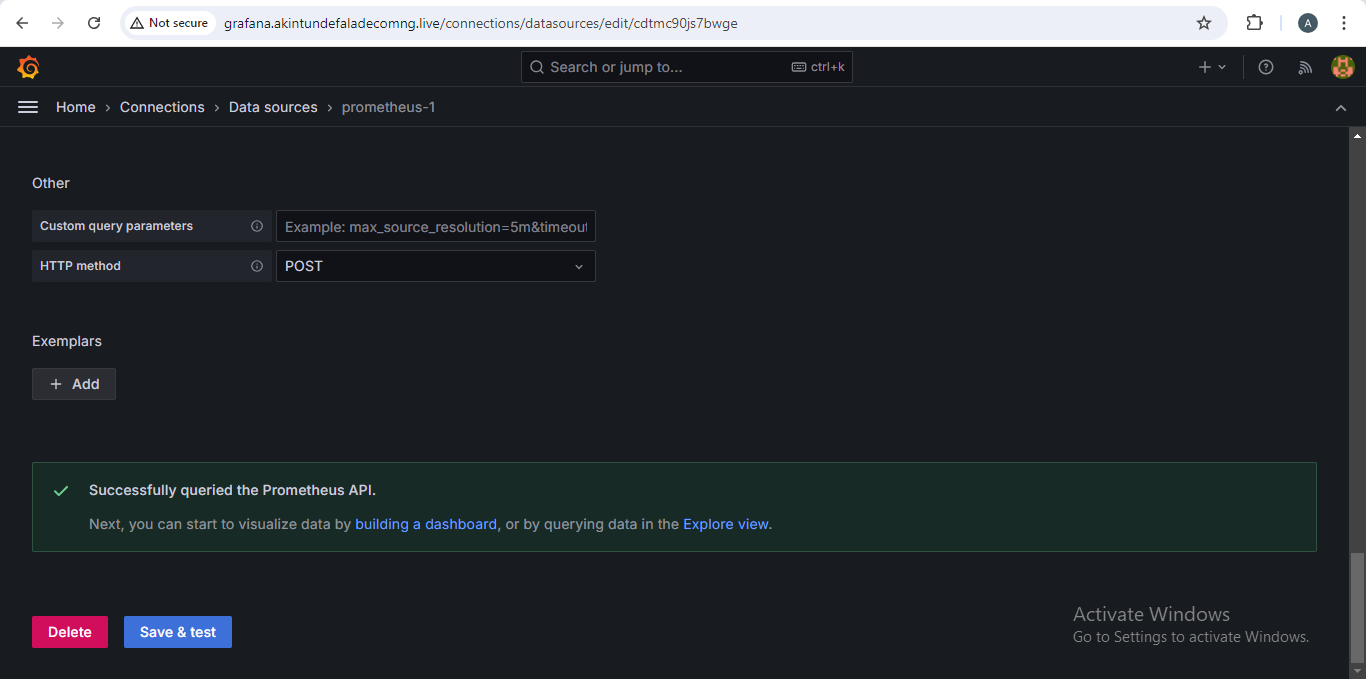 Not secure
grafana.akintundefaladecomng.live/connections/datasources/edit/cdtmc90js7bwge
A
Search or jump to...
ctrl+k
Home › Connections › Data sources › prometheus-1
Other
Custom query parameters
Example: max_source_resolution=5m&timeout
HTTP method
POST
Exemplars
+ Add
Successfully queried the Prometheus API.
Next, you can start to visualize data by building a dashboard, or by querying data in the Explore view.
Delete
Save & test
Activate Windows
Go to Settings to activate Windows.